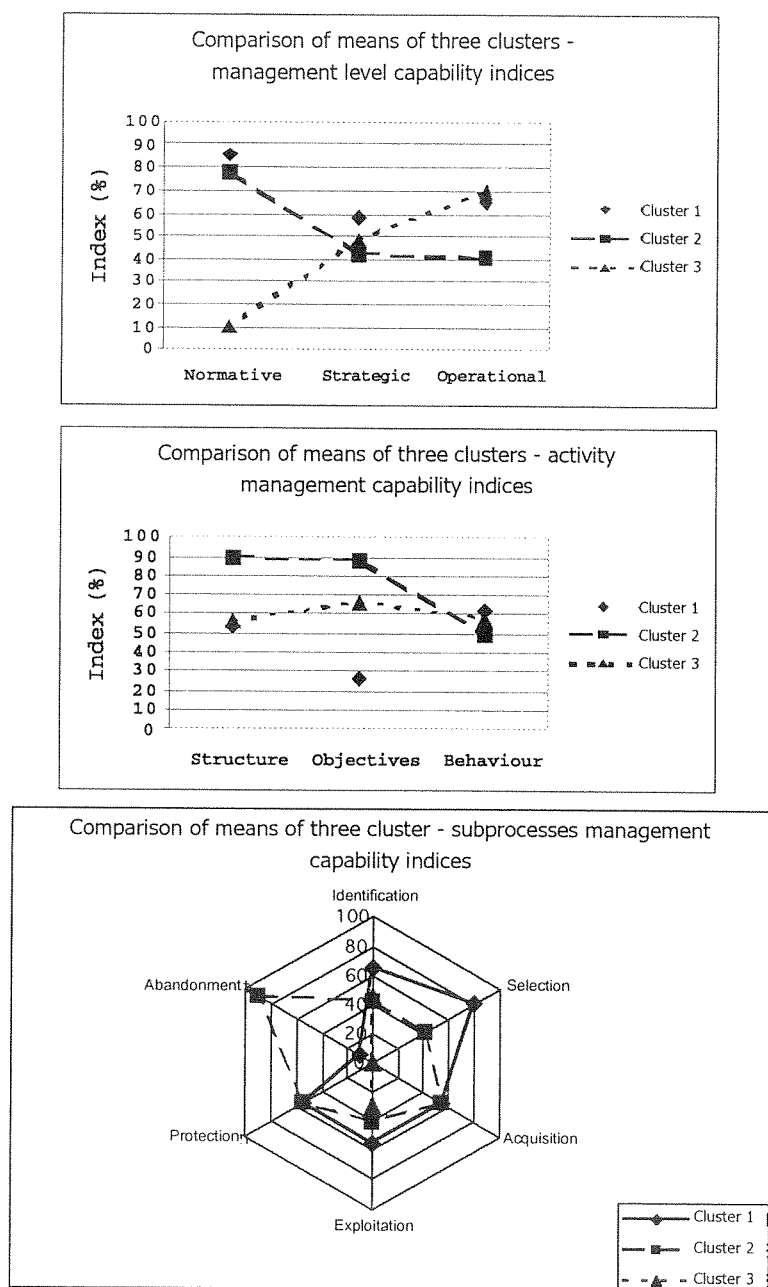 Comparison of means of three clusters -
management level capability indices
Index (%)
100
90
80
70
60
50
40
30
20
10
0
Normative Strategic Operational
Cluster 1
Cluster 2
Cluster 3
Comparison of means of three clusters - activity
management capability indices
Index (%)
100
90
80
70
60
50
40
30
20
10
0
Structure Objectives Behaviour
Cluster 1
Cluster 2
Cluster 3
Comparison of means of three cluster - subprocesses management
capability indices
Identification
100
80
60
40
20
0
Abandonment
Selection
Protection
Acquisition
Exploitation
Cluster 1
Cluster 2
Cluster 3